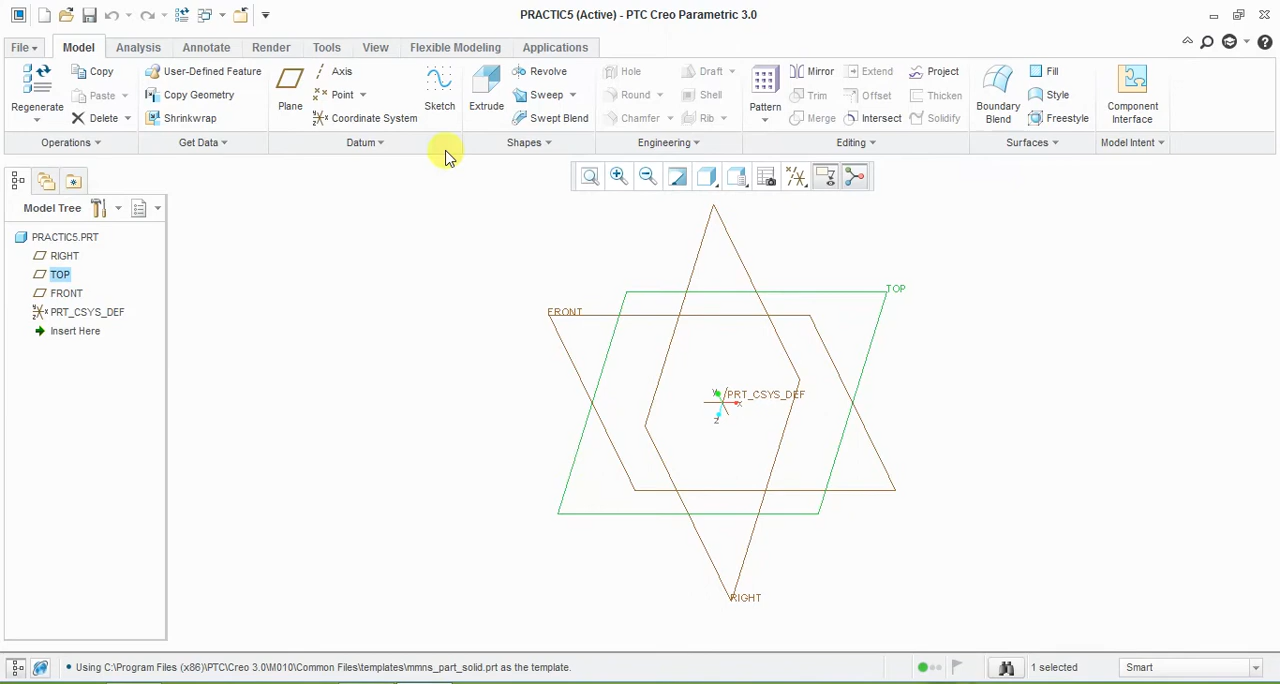 PRACTIC5 (Active) - PTC Creo Parametric 3.0
File Model Analysis Annotate Render Tools View Flexible Modeling Applications
Regenerate
Copy
Paste
Delete
Operations
User-Defined Feature
Copy Geometry
Shrinkwrap
Get Data
Plane
Axis
Point
Coordinate System
Sketch
Datum
Extrude
Revolve
Sweep
Swept Blend
Shapes
Hole
Round
Chamfer
Draft
Shell
Rib
Engineering
Pattern
Mirror
Trim
Merge
Extend
Offset
Intersect
Project
Thicken
Solidify
Editing
Boundary
Blend
Fill
Style
Freestyle
Surfaces
Component
Interface
Model Intent
Model Tree
PRACTIC5.PRT
RIGHT
TOP
FRONT
PRT_CSYS_DEF
Insert Here
TOP
FRONT
PRT_CSYS_DEF
Y
X
Z
RIGHT
Using C:\Program Files (x86)\PTC\Creo 3.0\M010\Common Files\templates\mmns_part_solid.prt as the template.
1 selected
Smart